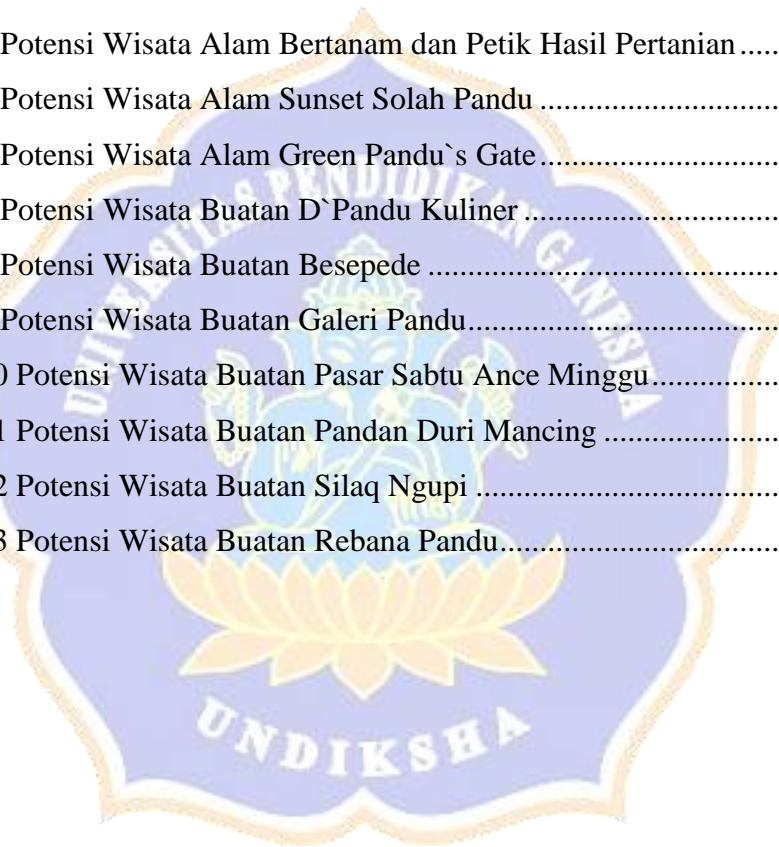 Potensi Wisata Alam Bertanam dan Petik Hasil Pertanian .....
Potensi Wisata Alam Sunset Solah Pandu ..............................
Potensi Wisata Alam Green Pandu`s Gate..............................
Potensi Wisata Buatan D`Pandu Kuliner ................................
Potensi Wisata Buatan Besepede ............................................
Potensi Wisata Buatan Galeri Pandu.......................................
0 Potensi Wisata Buatan Pasar Sabtu Ance Minggu................
1 Potensi Wisata Buatan Pandan Duri Mancing ......................
2 Potensi Wisata Buatan Silaq Ngupi ......................................
3 Potensi Wisata Buatan Rebana Pandu...................................
UNIVERSITAS PENDIDIKAN GANESHA
UNDIKSHA